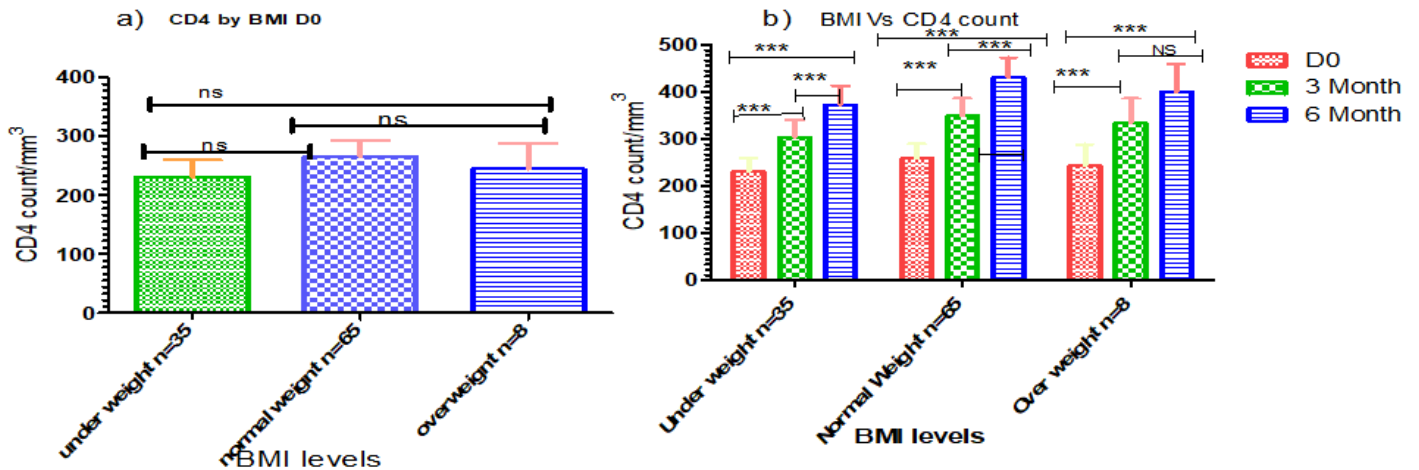 a) CD4 by BMI D0
CD4 count/mm3
400
300
200
100
0
ns
ns
ns
under weight n=35
normal weignt n=65
overweignt n=8
BMI levels
b) BMI Vs CD4 count
CD4 count/mm3
500
400
300
200
100
0
***
***
***
***
***
***
***
NS
***
Under weight n=35
Normal Weight n=65
Over weight n=8
BMI levels
D0
3 Month
6 Month